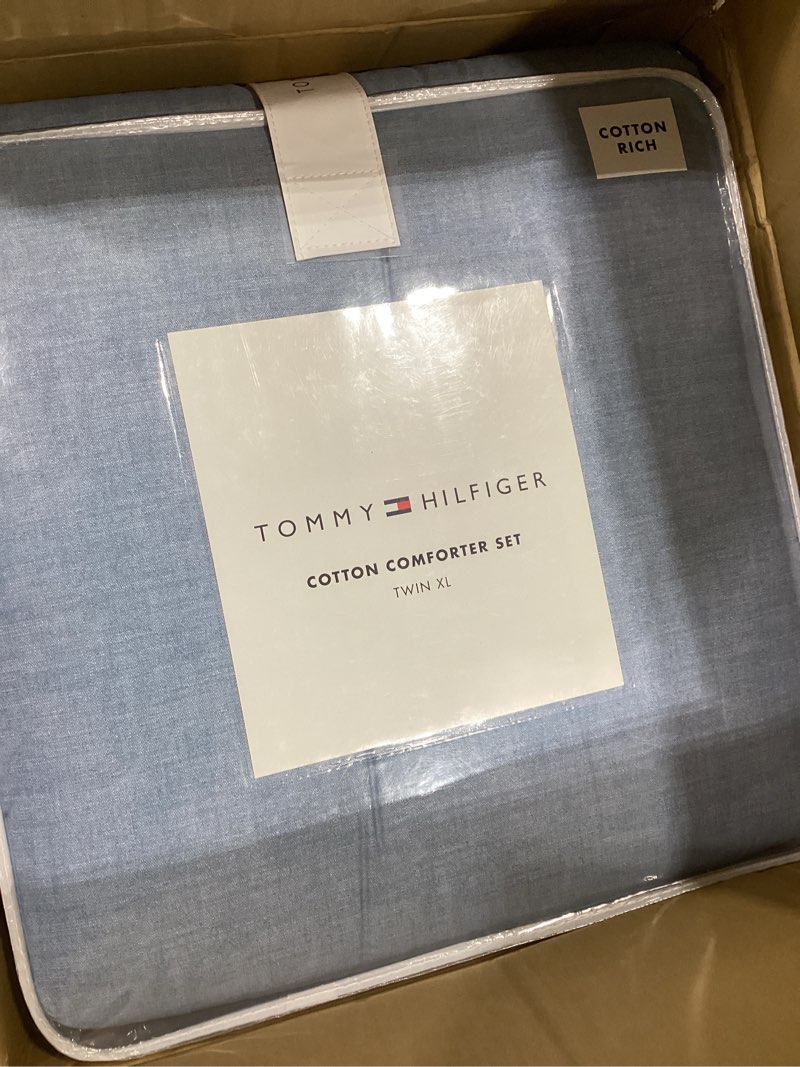 COTTON
RICH
TOMMY HILFIGER
COTTON COMFORTER SET
TWIN XL